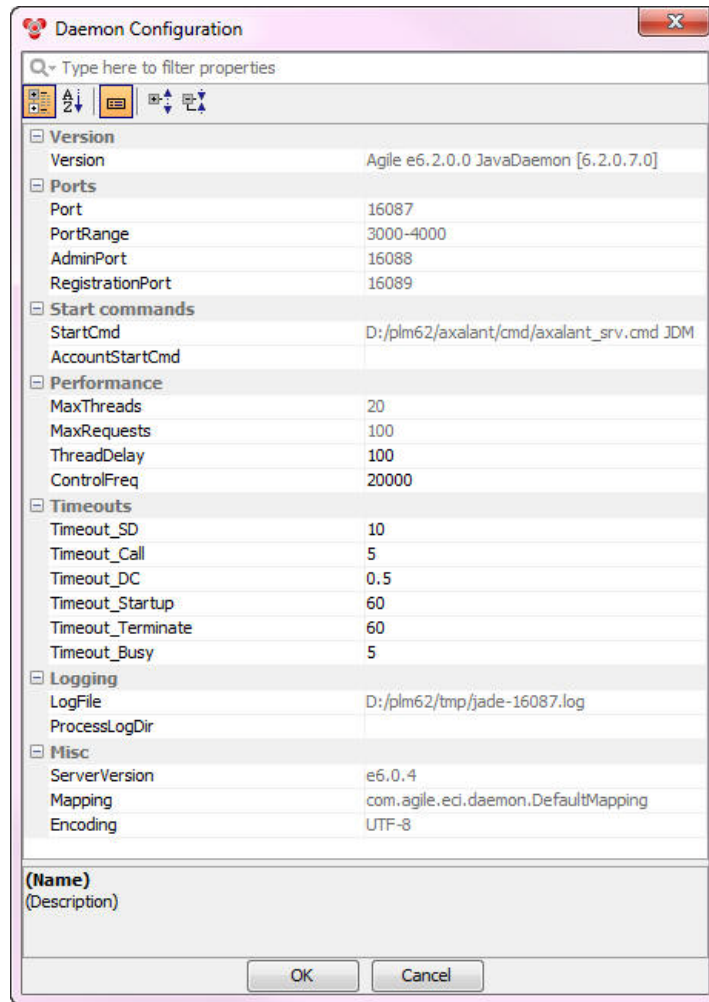 Daemon Configuration
Type here to filter properties
Version
Version Agile e6.2.0.0 JavaDaemon [6.2.0.7.0]
Ports
Port 16087
PortRange 3000-4000
AdminPort 16088
RegistrationPort 16089
Start commands
StartCmd D:/plm62/axalant/cmd/axalant_srv.cmd JDM
AccountStartCmd
Performance
MaxThreads 20
MaxRequests 100
ThreadDelay 100
ControlFreq 20000
Timeouts
Timeout_SD 10
Timeout_Call 5
Timeout_DC 0.5
Timeout_Startup 60
Timeout_Terminate 60
Timeout_Busy 5
Logging
LogFile D:/plm62/tmp/jade-16087.log
ProcessLogDir
Misc
ServerVersion e6.0.4
Mapping com.agile.eci.daemon.DefaultMapping
Encoding UTF-8
(Name)
(Description)
OK Cancel